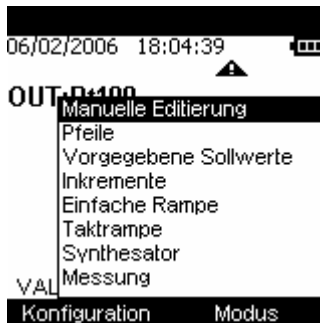 06/02/2006 18:04:39
OUT:Pt100
Manuelle Editierung
Pfeile
Vorgegebene Sollwerte
Inkremente
Einfache Rampe
Taktrampe
Synthesator
Messung
VAL
Konfiguration Modus